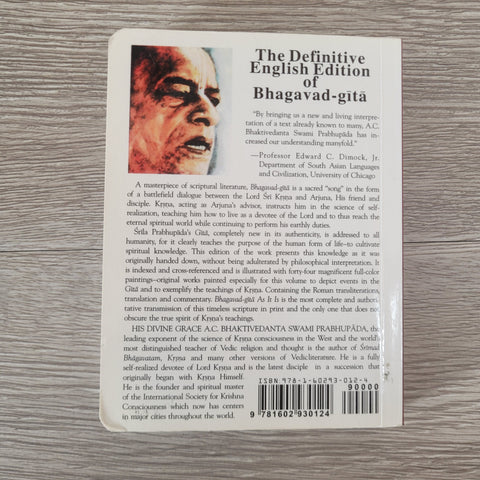 The Definitive
English Edition
of
Bhagavad-gītā
"By bringing us a new and living interpre-
tation of a text already known to many, A.C.
Bhaktivedanta Swami Prabhupāda has in-
creased our understanding manyfold."
—Professor Edward C. Dimock, Jr.
Department of South Asian Languages
and Civilization, University of Chicago
A masterpiece of scriptural literature, Bhagavad-gītā is a sacred "song" in the form
of a battlefield dialogue between the Lord Śrī Kṛṣṇa and Arjuna, His friend and
disciple. Kṛṣṇa, acting as Arjuna's advisor, instructs him in the science of self-
realization, teaching him how to live as a devotee of the Lord and to thus reach the
eternal spiritual world while continuing to perform his earthly duties.
Śrīla Prabhupāda's Gītā, completely new in its authenticity, is addressed to all
humanity, for it clearly teaches the purpose of the human form of life–to cultivate
spiritual knowledge. This edition of the work presents this knowledge as it was
originally handed down, without being adulterated by philosophical interpretation. It
is indexed and cross-referenced and is illustrated with forty-four magnificent full-color
paintings–original works painted especially for this volume to depict events in the
Gītā and to exemplify the teachings of Kṛṣṇa. Containing the Roman transliterations,
translation and commentary. Bhagavad-gītā As It Is is the most complete and authori-
tative transmission of this timeless scripture in print and the only one that does not
obscure the true spirit of Kṛṣṇa's teachings.
HIS DIVINE GRACE A.C. BHAKTIVEDANTA SWAMI PRABHUPĀDA, the
leading exponent of the science of Kṛṣṇa consciousness in the West and the world's
most distinguished teacher of Vedic religion and thought is the author of Śrīmad
Bhāgavatam, Kṛṣṇa and many other versions of Vedicliterature. He is a fully
self-realized devotee of Lord Kṛṣṇa and is the latest disciple in a succession that
originally began with Kṛṣṇa Himself.
He is the founder and spiritual master
of the International Society for Krishna
Consciousness which now has centers
in major cities throughout the world.
ISBN 978-1-60293-012-4
90000
9 781602 930124